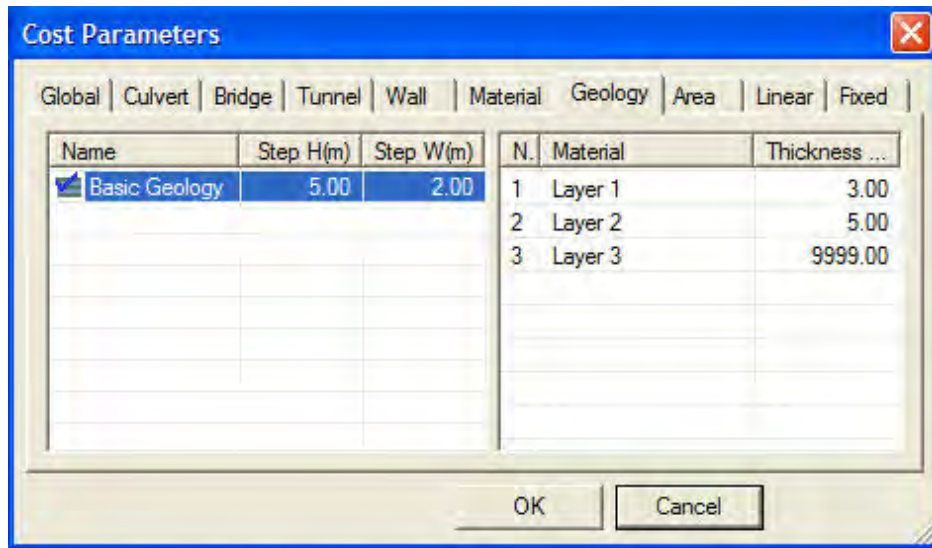 Cost Parameters
Global Culvert Bridge Tunnel Wall Material Geology Area Linear Fixed
Name Step H(m) Step W(m) N. Material Thickness ...
Basic Geology 5.00 2.00 1 Layer 1 3.00
2 Layer 2 5.00
3 Layer 3 9999.00
OK Cancel